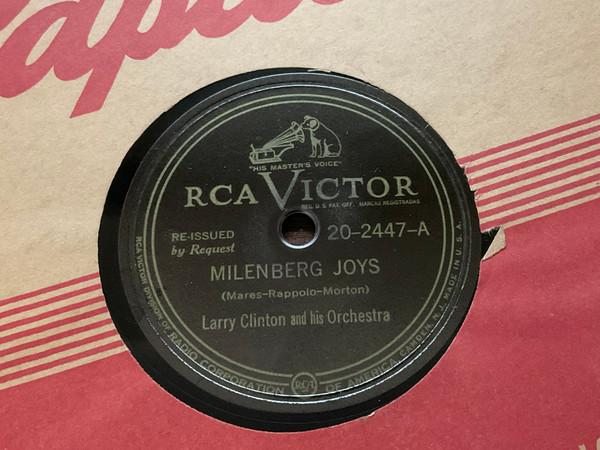 "HIS MASTER'S VOICE"
RCA VICTOR
REG. U.S. PAT. OFF. MARCAS REGISTRADAS
RE-ISSUED
by Request
20-2447-A
MILENBERG JOYS
(Mares-Rappolo-Morton)
Larry Clinton and his Orchestra
RCA VICTOR DIVISION OF RADIO CORPORATION OF AMERICA, CAMDEN, N.J. MADE IN U.S.A.
RCA